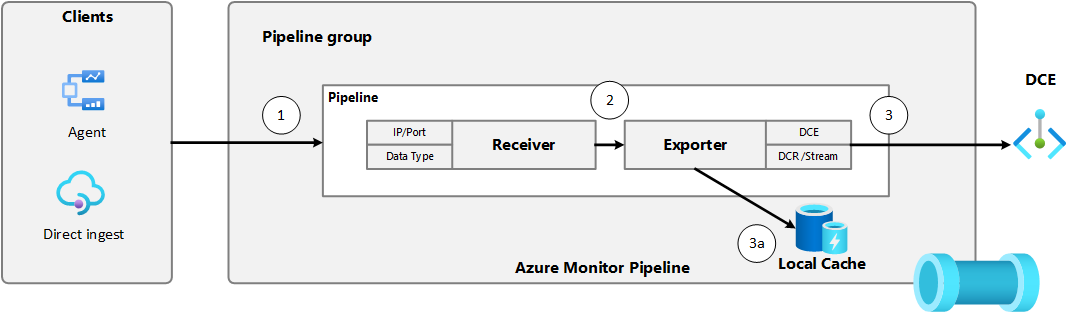 Clients
Agent
Direct ingest
Pipeline group
1
Pipeline
IP/Port
Data Type
Receiver
2
Exporter
DCE
DCR /Stream
3
3a
Local Cache
Azure Monitor Pipeline
DCE